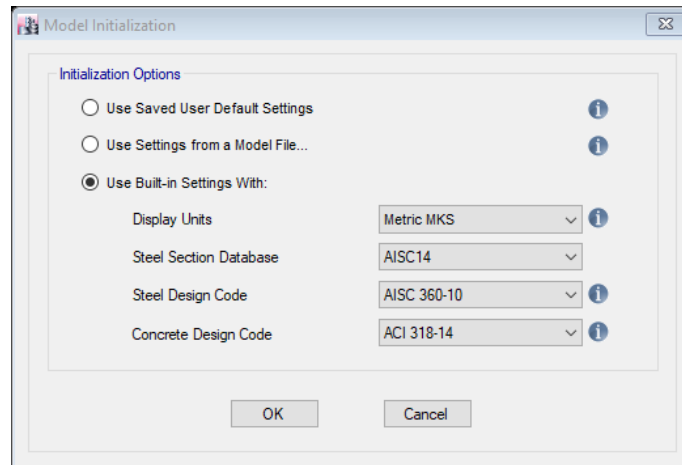 Model Initialization
Initialization Options
Use Saved User Default Settings
Use Settings from a Model File...
Use Built-in Settings With:
Display Units Metric MKS
Steel Section Database AISC14
Steel Design Code AISC 360-10
Concrete Design Code ACI 318-14
OK Cancel